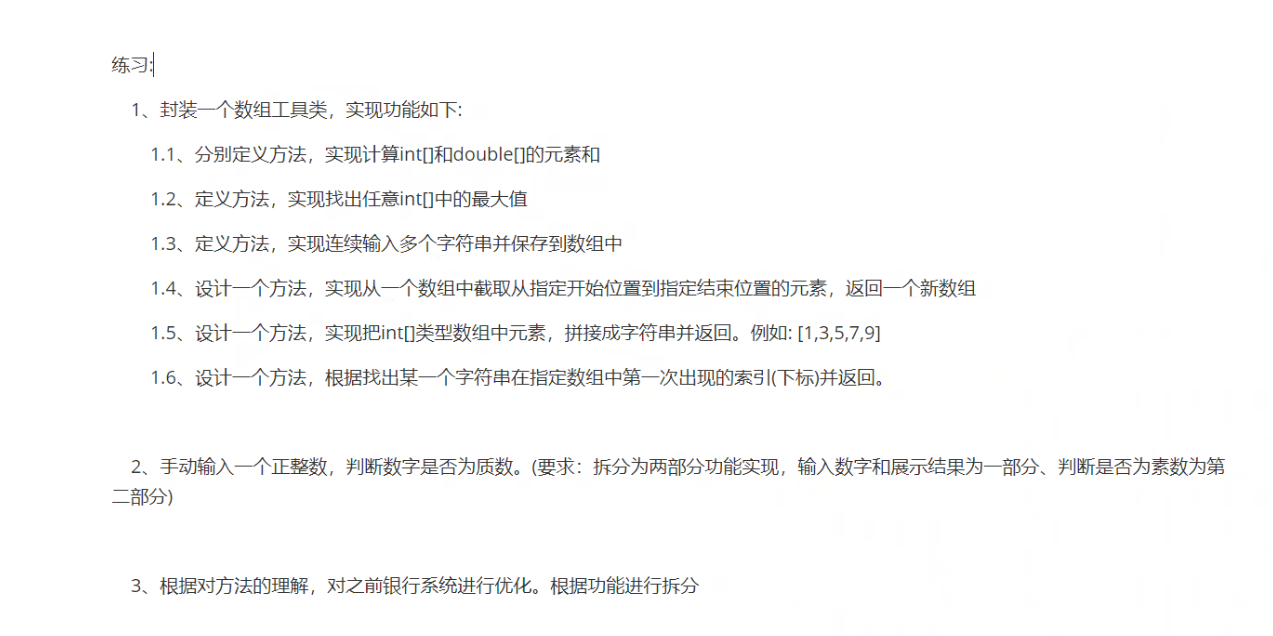 练习:
1、封装一个数组工具类，实现功能如下:
1.1、分别定义方法，实现计算int[]和double[]的元素和
1.2、定义方法，实现找出任意int[]中的最大值
1.3、定义方法，实现连续输入多个字符串并保存到数组中
1.4、设计一个方法，实现从一个数组中截取从指定开始位置到指定结束位置的元素，返回一个新数组
1.5、设计一个方法，实现把int[]类型数组中元素，拼接成字符串并返回。例如: [1,3,5,7,9]
1.6、设计一个方法，根据找出某一个字符串在指定数组中第一次出现的索引(下标)并返回。
2、手动输入一个正整数，判断数字是否为质数。(要求：拆分为两部分功能实现，输入数字和展示结果为一部分、判断是否为素数为第
二部分)
3、根据对方法的理解，对之前银行系统进行优化。根据功能进行拆分